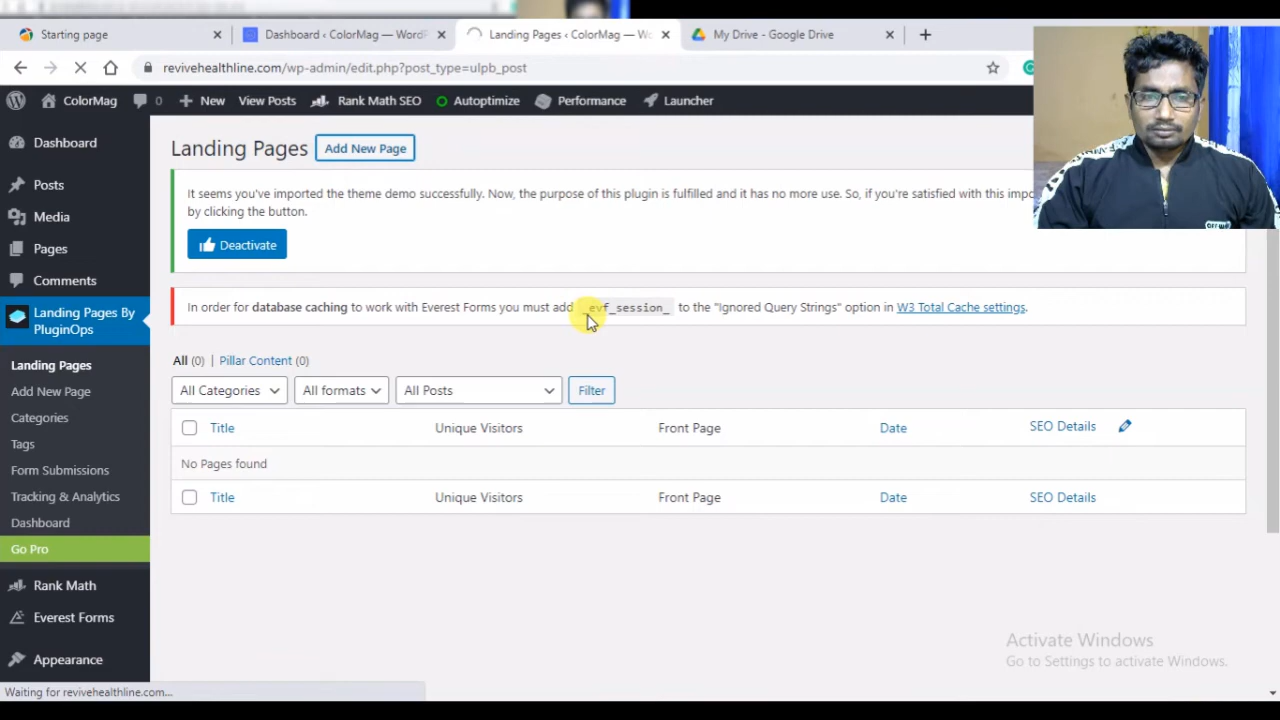 Starting page
Dashboard ‹ ColorMag — WordP
Landing Pages ‹ ColorMag — Wo
My Drive - Google Drive
revivehealthline.com/wp-admin/edit.php?post_type=ulpb_post
ColorMag 0 New View Posts Rank Math SEO Autoptimize Performance Launcher
Dashboard
Posts
Media
Pages
Comments
Landing Pages By
PluginOps
Landing Pages
Add New Page
Categories
Tags
Form Submissions
Tracking & Analytics
Dashboard
Go Pro
Rank Math
Everest Forms
Appearance
Landing Pages Add New Page
It seems you've imported the theme demo successfully. Now, the purpose of this plugin is fulfilled and it has no more use. So, if you're satisfied with this impo
by clicking the button.
Deactivate
In order for database caching to work with Everest Forms you must add _evf_session_ to the "Ignored Query Strings" option in W3 Total Cache settings.
All (0) | Pillar Content (0)
All Categories All formats All Posts Filter
Title Unique Visitors Front Page Date SEO Details
No Pages found
Title Unique Visitors Front Page Date SEO Details
Activate Windows
Go to Settings to activate Windows.
Waiting for revivehealthline.com...